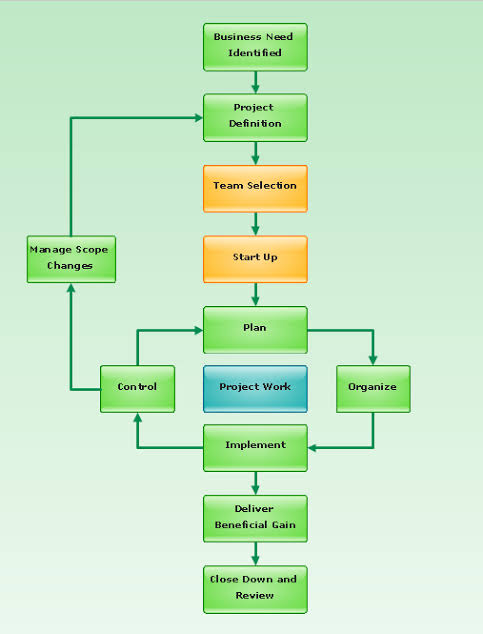 Business Need
Identified
Project
Definition
Team Selection
Manage Scope
Changes
Start Up
Plan
Control
Project Work
Organize
Implement
Deliver
Beneficial Gain
Close Down and
Review